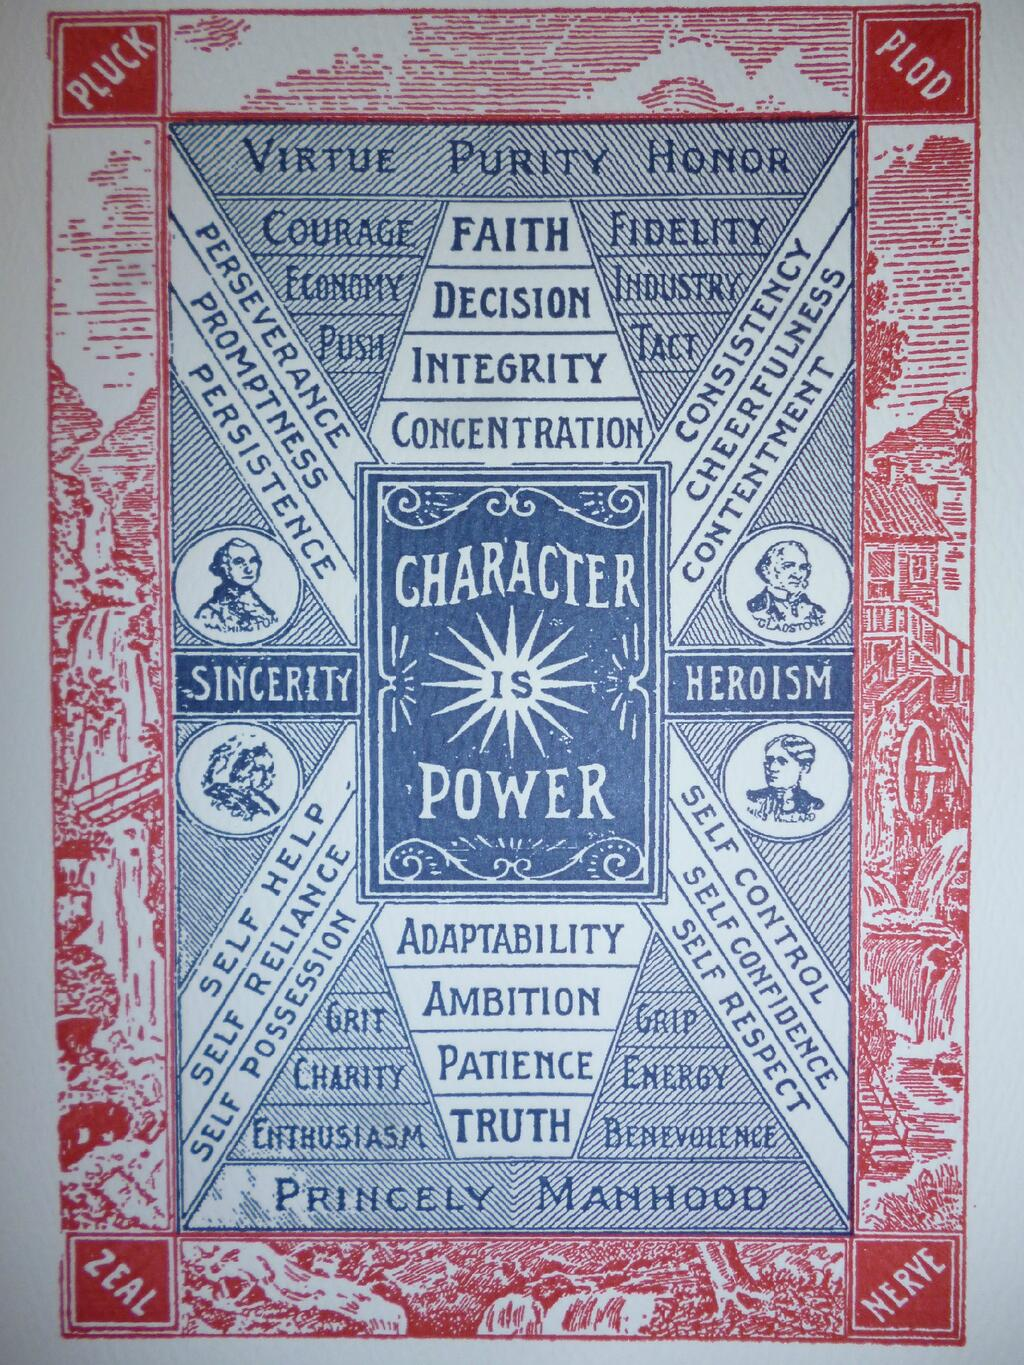 PLUCK
PLOD
VIRTUE PURITY HONOR
COURAGE
FAITH
FIDELITY
ECONOMY
DECISION
INDUSTRY
PUSH
INTEGRITY
TACT
CONCENTRATION
PERSEVERANCE
PROMPTNESS
PERSISTENCE
CONSISTENCY
CHEERFULNESS
CONTENTMENT
WASHINGTON
GLADSTONE
CHARACTER
IS
POWER
SINCERITY
HEROISM
SELF HELP
SELF RELIANCE
SELF POSSESSION
SELF CONTROL
SELF CONFIDENCE
SELF RESPECT
ADAPTABILITY
GRIT
AMBITION
GRIP
CHARITY
PATIENCE
ENERGY
ENTHUSIASM
TRUTH
BENEVOLENCE
PRINCELY MANHOOD
ZEAL
NERVE